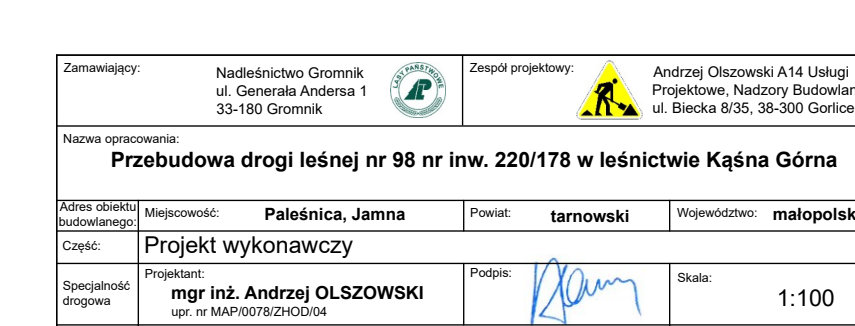 Zamawiający:
Nadleśnictwo Gromnik
ul. Generała Andersa 1
33-180 Gromnik
LASY PAŃSTWOWE
Zespół projektowy:
Andrzej Olszowski A14 Usługi
Projektowe, Nadzory Budowlan
ul. Biecka 8/35, 38-300 Gorlice
Nazwa opracowania:
Przebudowa drogi leśnej nr 98 nr inw. 220/178 w leśnictwie Kąśna Górna
Adres obiektu
budowlanego:
Miejscowość: Paleśnica, Jamna
Powiat: tarnowski
Województwo: małopolsk
Część: Projekt wykonawczy
Specjalność
drogowa
Projektant:
mgr inż. Andrzej OLSZOWSKI
upr. nr MAP/0078/ZHOD/04
Podpis:
Skala:
1:100